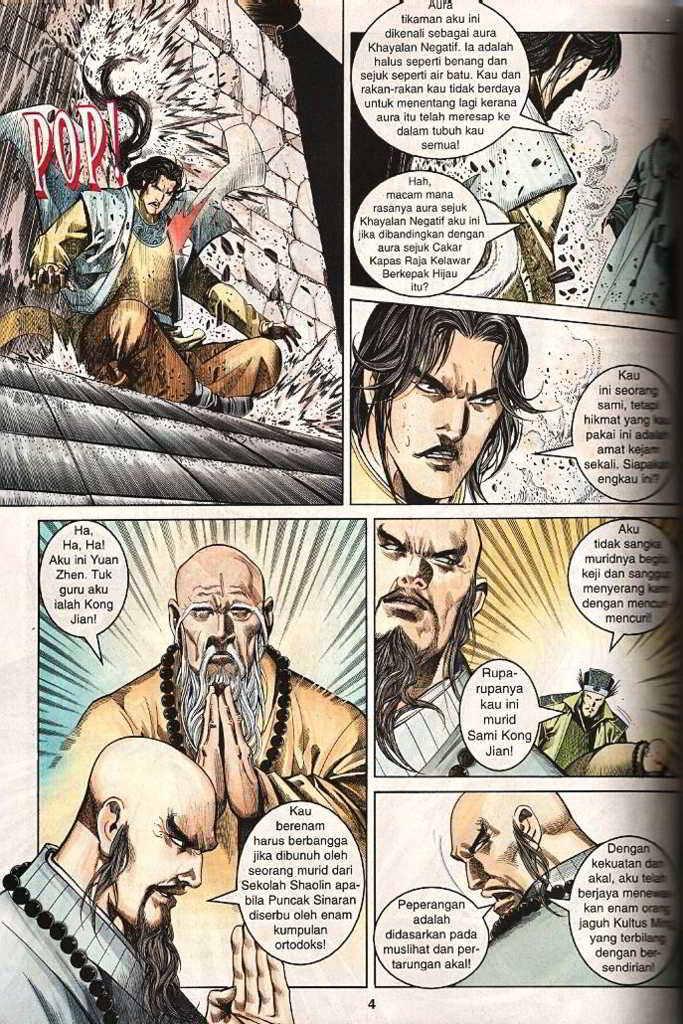 POP!
Aura
tikaman aku ini
dikenali sebagai aura
Khayalan Negatif. Ia adalah
halus seperti benang dan
sejuk seperti air batu. Kau dan
rakan-rakan kau tidak berdaya
untuk menentang lagi kerana
aura itu telah meresap ke
dalam tubuh kau
semua!
Hah,
macam mana
rasanya aura sejuk
Khayalan Negatif aku ini
jika dibandingkan dengan
aura sejuk Cakar
Kapas Raja Kelawar
Berkepak Hijau
itu?
Kau
ini seorang
sami, tetapi
hikmat yang kau
pakai ini adalah
amat kejam
sekali. Siapakah
engkau ini?
Ha,
Ha, Ha!
Aku ini Yuan
Zhen. Tuk
guru aku
ialah Kong
Jian!
Kau
berenam
harus berbangga
jika dibunuh oleh
seorang murid dari
Sekolah Shaolin apa-
bila Puncak Sinaran
diserbu oleh enam
kumpulan
ortodoks!
Aku
tidak sangka
muridnya begitu
keji dan sanggup
menyerang kami
dengan mencuri-
mencuri!
Rupa-
rupanya
kau ini
murid
Sami Kong
Jian!
Peperangan
adalah
didasarkan pada
muslihat dan per-
tarungan akal!
Dengan
kekuatan dan
akal, aku telah
berjaya menewas-
kan enam orang
jaguh Kultus Ming
yang terbilang
dengan ber-
sendirian!
4